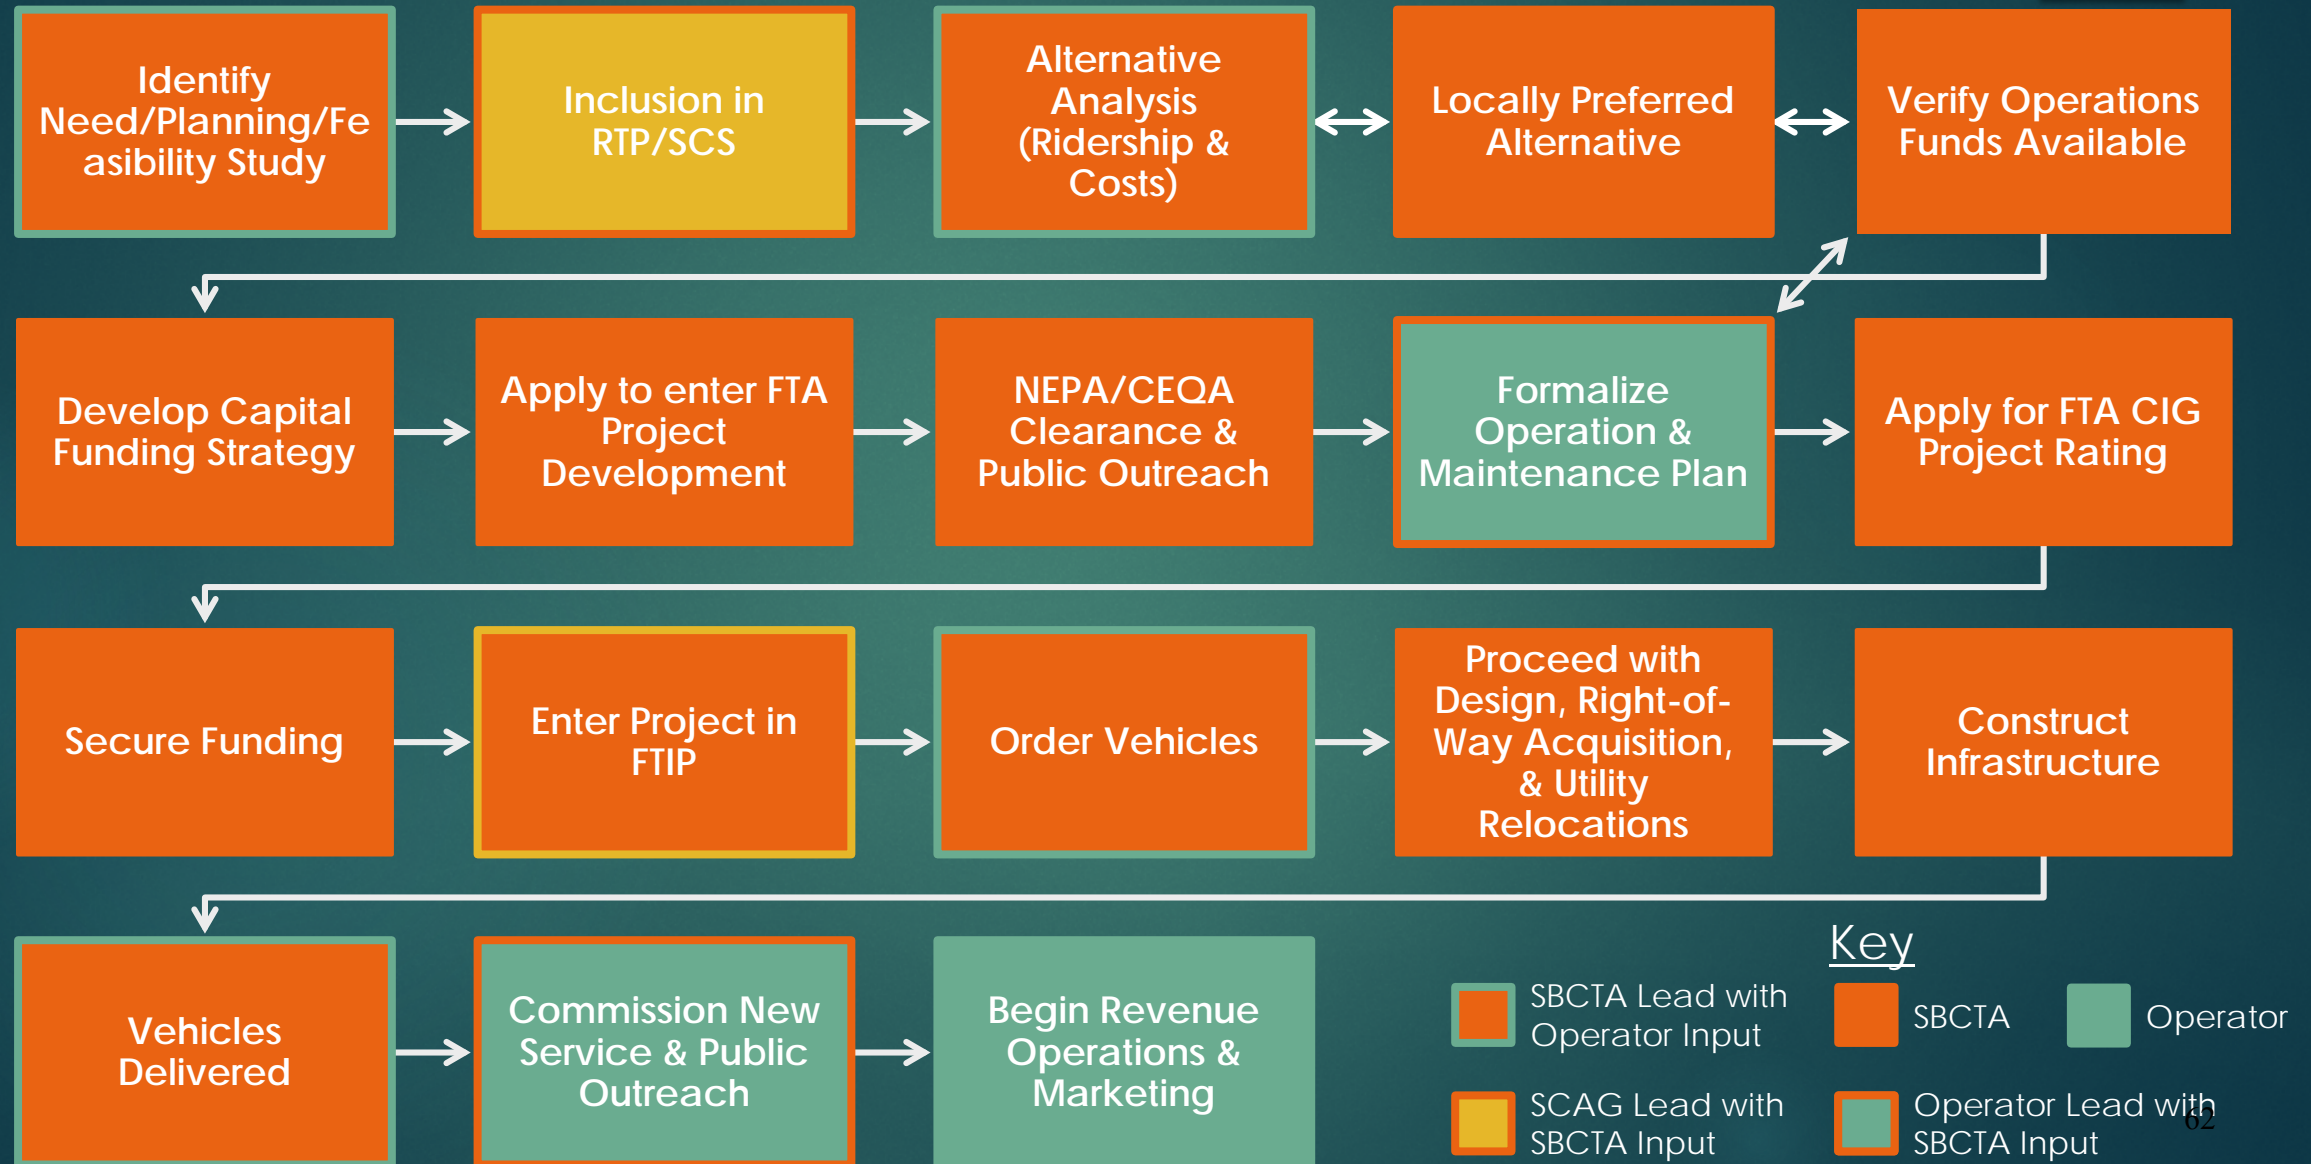 Identify
Need/Planning/Fe
asibility Study
Inclusion in
RTP/SCS
Alternative
Analysis
(Ridership &
Costs)
Locally Preferred
Alternative
Verify Operations
Funds Available
Develop Capital
Funding Strategy
Apply to enter FTA
Project
Development
NEPA/CEQA
Clearance &
Public Outreach
Formalize
Operation &
Maintenance Plan
Apply for FTA CIG
Project Rating
Secure Funding
Enter Project in
FTIP
Order Vehicles
Proceed with
Design, Right-of-
Way Acquisition,
& Utility
Relocations
Construct
Infrastructure
Vehicles
Delivered
Commission New
Service & Public
Outreach
Begin Revenue
Operations &
Marketing
Key
SBCTA Lead with
Operator Input
SBCTA
Operator
SCAG Lead with
SBCTA Input
Operator Lead with
SBCTA Input
62